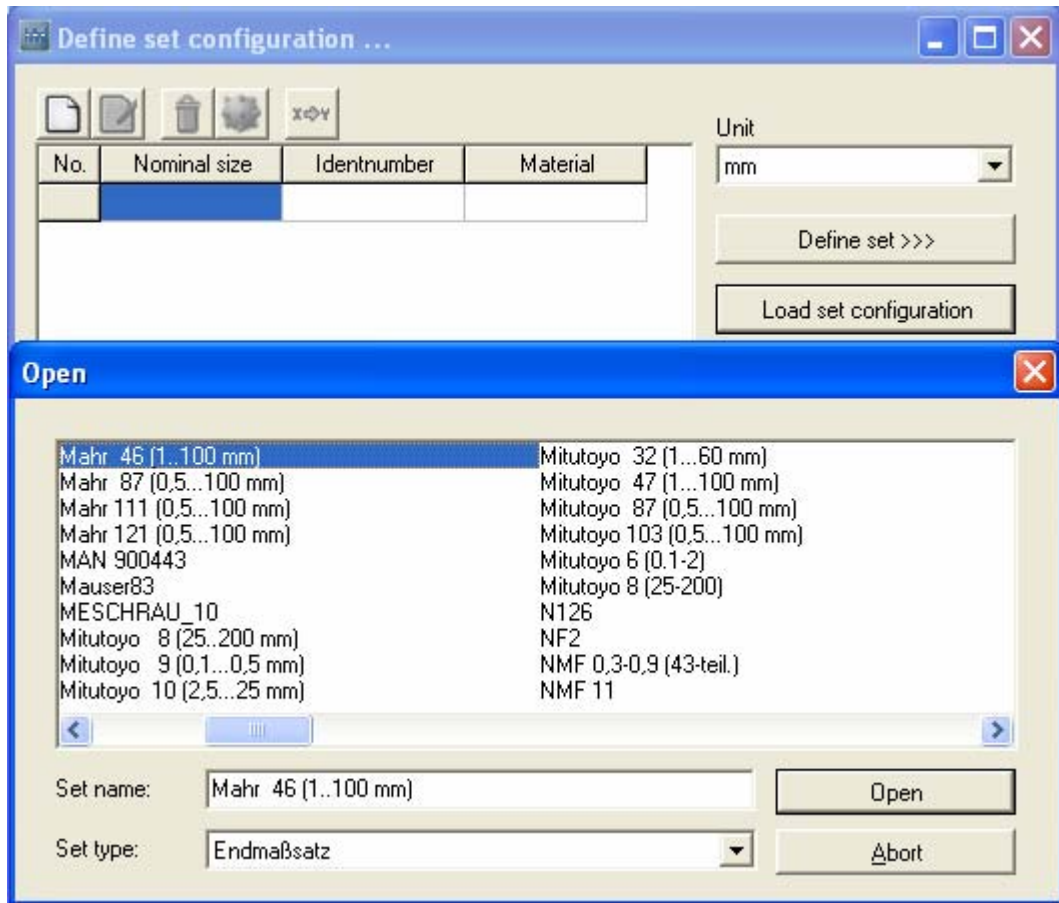 Define set configuration ...
X⇨Y
Unit
No. Nominal size Identnumber Material
mm
Define set >>>
Load set configuration
Open
Mahr 46 (1..100 mm)
Mahr 87 (0,5...100 mm)
Mahr 111 (0,5...100 mm)
Mahr 121 (0,5...100 mm)
MAN 900443
Mauser83
MESCHRAU_10
Mitutoyo 8 (25..200 mm)
Mitutoyo 9 (0,1...0,5 mm)
Mitutoyo 10 (2,5...25 mm)
Mitutoyo 32 (1...60 mm)
Mitutoyo 47 (1...100 mm)
Mitutoyo 87 (0,5...100 mm)
Mitutoyo 103 (0,5...100 mm)
Mitutoyo 6 (0.1-2)
Mitutoyo 8 (25-200)
N126
NF2
NMF 0,3-0,9 (43-teil.)
NMF 11
Set name: Mahr 46 (1..100 mm) Open
Set type: Endmaßsatz Abort